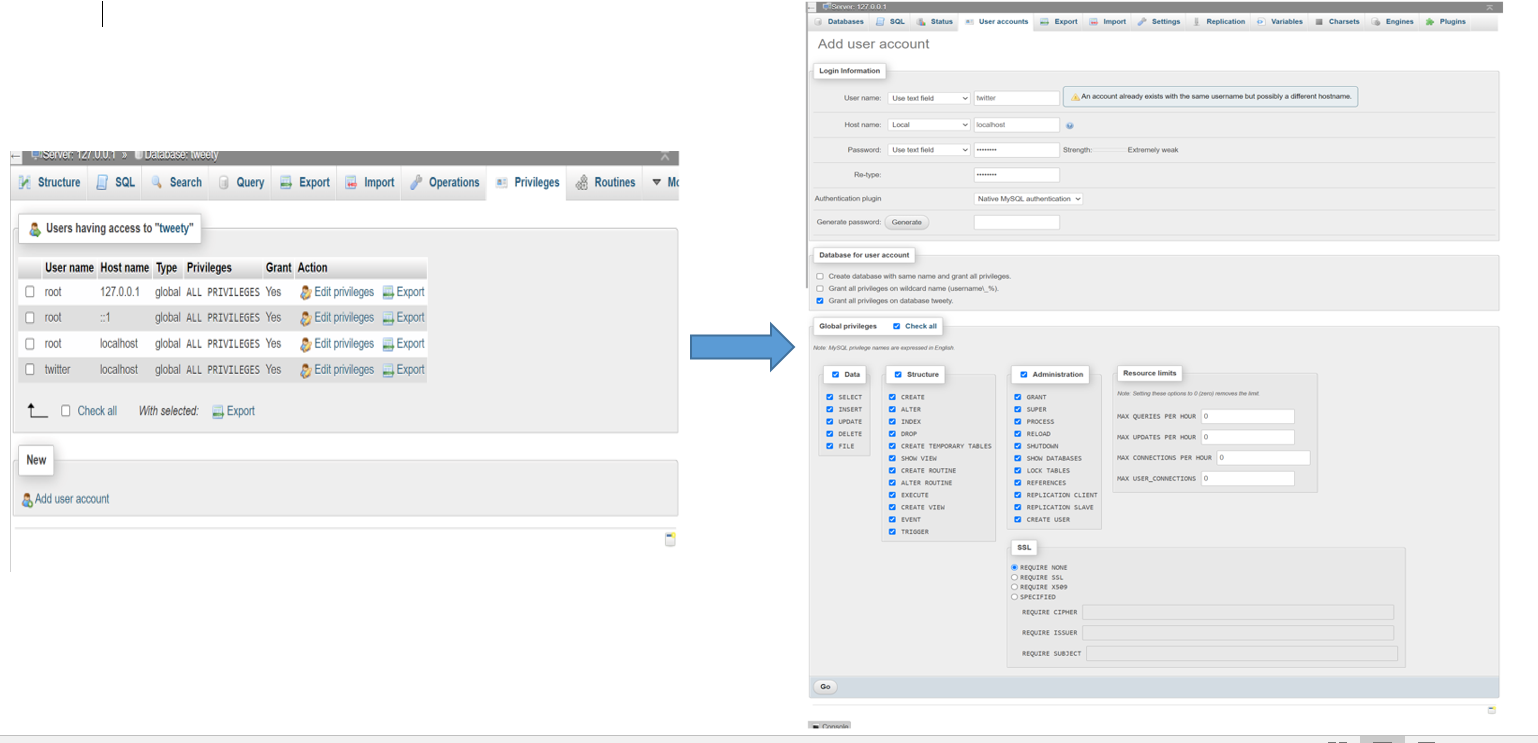 Server: 127.0.0.1 » Database: tweety
Structure SQL Search Query Export Import Operations Privileges Routines Mo
Users having access to "tweety"
User name Host name Type Privileges Grant Action
root 127.0.0.1 global ALL PRIVILEGES Yes Edit privileges Export
root ::1 global ALL PRIVILEGES Yes Edit privileges Export
root localhost global ALL PRIVILEGES Yes Edit privileges Export
twitter localhost global ALL PRIVILEGES Yes Edit privileges Export
Check all With selected: Export
New
Add user account
Server: 127.0.0.1
Databases SQL Status User accounts Export Import Settings Replication Variables Charsets Engines Plugins
Add user account
Login Information
User name: Use text field twitter An account already exists with the same username but possibly a different hostname.
Host name: Local localhost
Password: Use text field •••••••• Strength: Extremely weak
Re-type: ••••••••
Authentication plugin Native MySQL authentication
Generate password: Generate
Database for user account
Create database with same name and grant all privileges.
Grant all privileges on wildcard name (username\_%).
Grant all privileges on database tweety.
Global privileges Check all
Note: MySQL privilege names are expressed in English.
Data
SELECT
INSERT
UPDATE
DELETE
FILE
Structure
CREATE
ALTER
INDEX
DROP
CREATE TEMPORARY TABLES
SHOW VIEW
CREATE ROUTINE
ALTER ROUTINE
EXECUTE
CREATE VIEW
EVENT
TRIGGER
Administration
GRANT
SUPER
PROCESS
RELOAD
SHUTDOWN
SHOW DATABASES
LOCK TABLES
REFERENCES
REPLICATION CLIENT
REPLICATION SLAVE
CREATE USER
Resource limits
Note: Setting these options to 0 (zero) removes the limit.
MAX QUERIES PER HOUR 0
MAX UPDATES PER HOUR 0
MAX CONNECTIONS PER HOUR 0
MAX USER_CONNECTIONS 0
SSL
REQUIRE NONE
REQUIRE SSL
REQUIRE X509
SPECIFIED
REQUIRE CIPHER
REQUIRE ISSUER
REQUIRE SUBJECT
Go
Console